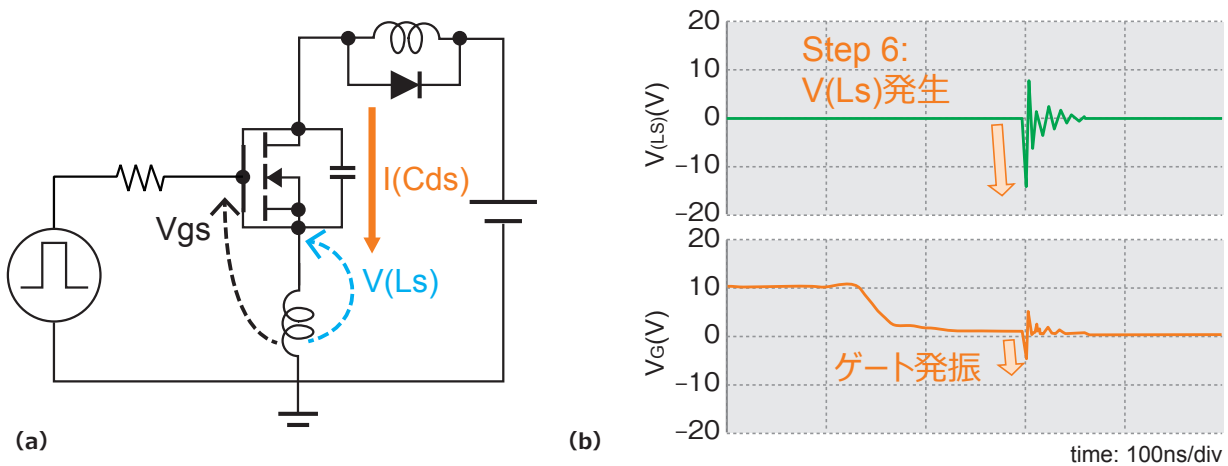 Vgs
I(Cds)
V(Ls)
(a)
V(LS)(V)
20
10
0
−10
−20
Step 6:
V(Ls)発生
VG(V)
20
10
0
−10
−20
ゲート発振
(b)
time: 100ns/div